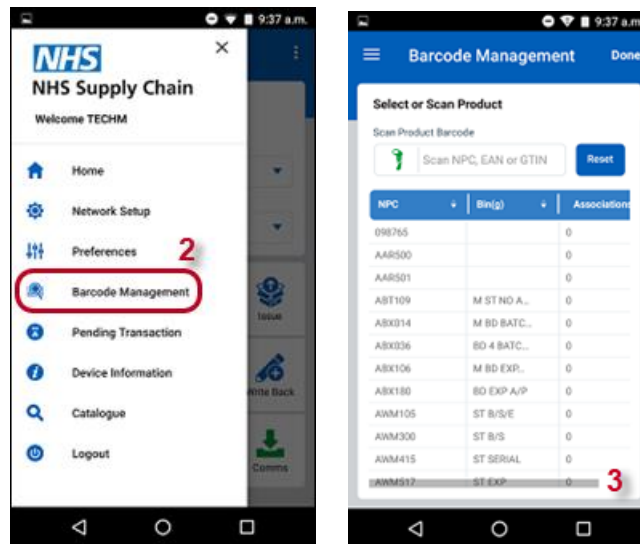 9:37 a.m.
NHS
NHS Supply Chain
Welcome TECHM
Home
Network Setup
Preferences
2
Barcode Management
Pending Transaction
Device Information
Catalogue
Logout
Issue
Write Back
Comms
9:37 a.m
Barcode Management Done
Select or Scan Product
Scan Product Barcode
Scan NPC, EAN or GTIN Reset
NPC Bin(g) Associations
098765 0
AAR500 0
AAR501 0
ABT109 M ST NO A... 0
ABX014 M BD BATC... 0
ABX036 BD 4 BATC... 0
ABX106 M BD EXP... 0
ABX180 BD EXP A/P 0
AWM105 ST B/S/E 0
AWM300 ST B/S 0
AWM415 ST SERIAL 0
AWM517 ST EXP 0
3